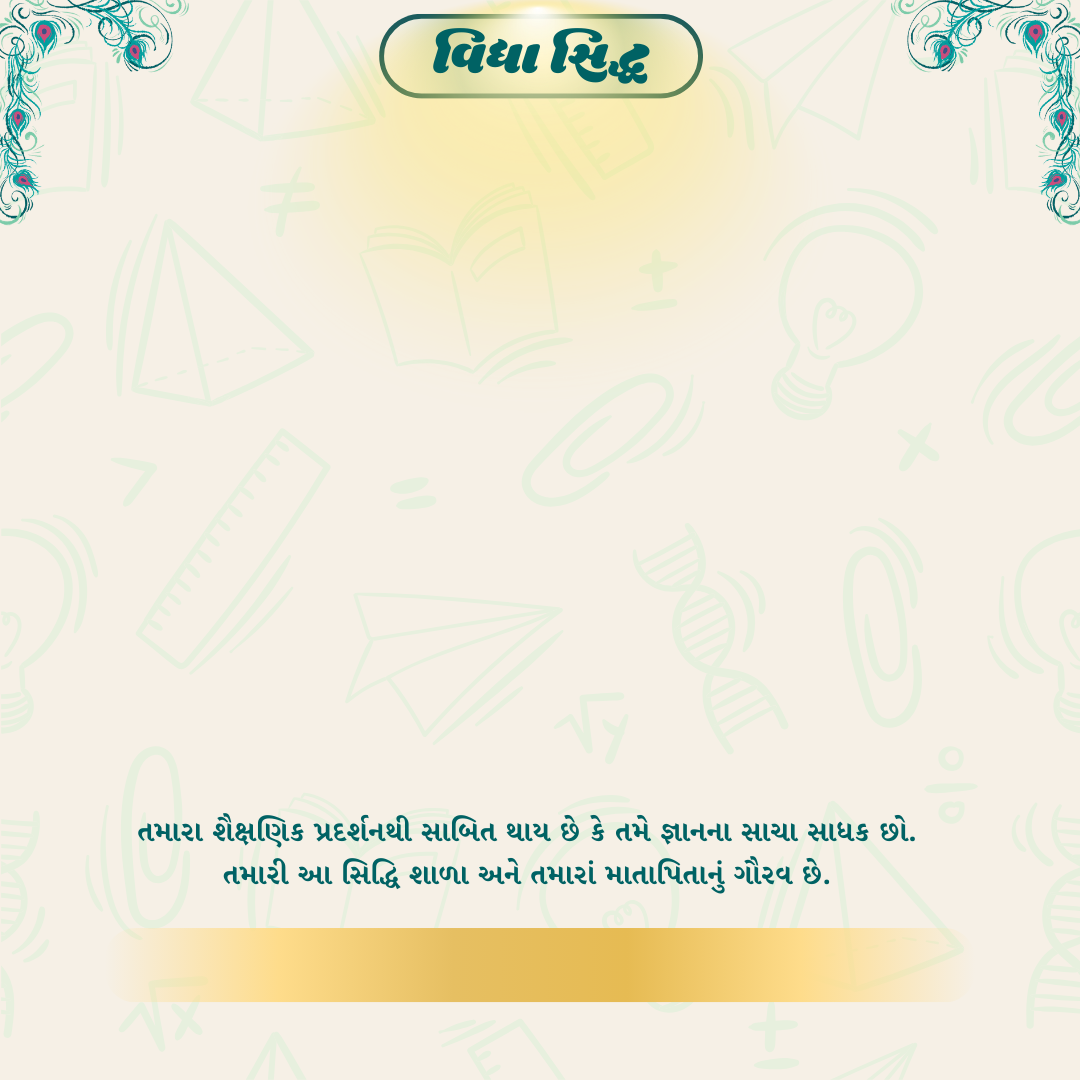 વિદ્યા સિદ્ધ
તમારા શૈક્ષણિક પ્રદર્શનથી સાબિત થાય છે કે તમે જ્ઞાનના સાચા સાધક છો.
તમારી આ સિદ્ધિ શાળા અને તમારાં માતાપિતાનું ગૌરવ છે.